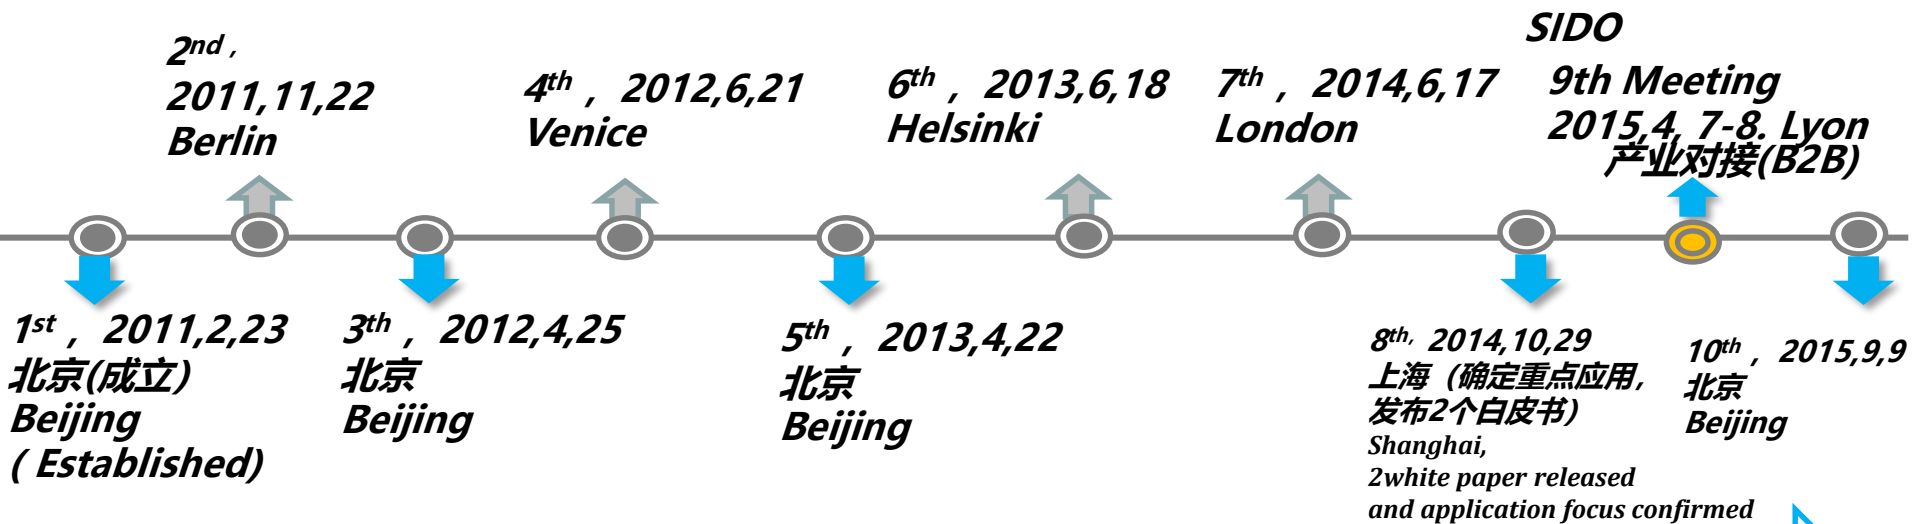 2nd，
2011,11,22
Berlin
4th， 2012,6,21
Venice
6th， 2013,6,18
Helsinki
7th， 2014,6,17
London
SIDO
9th Meeting
2015,4, 7-8. Lyon
产业对接(B2B)
1st， 2011,2,23
北京(成立）
Beijing
( Established)
3th， 2012,4,25
北京
Beijing
5th， 2013,4,22
北京
Beijing
8th, 2014,10,29
上海（确定重点应用，
发布2个白皮书）
Shanghai,
2white paper released
and application focus confirmed
10th， 2015,9,9
北京
Beijing